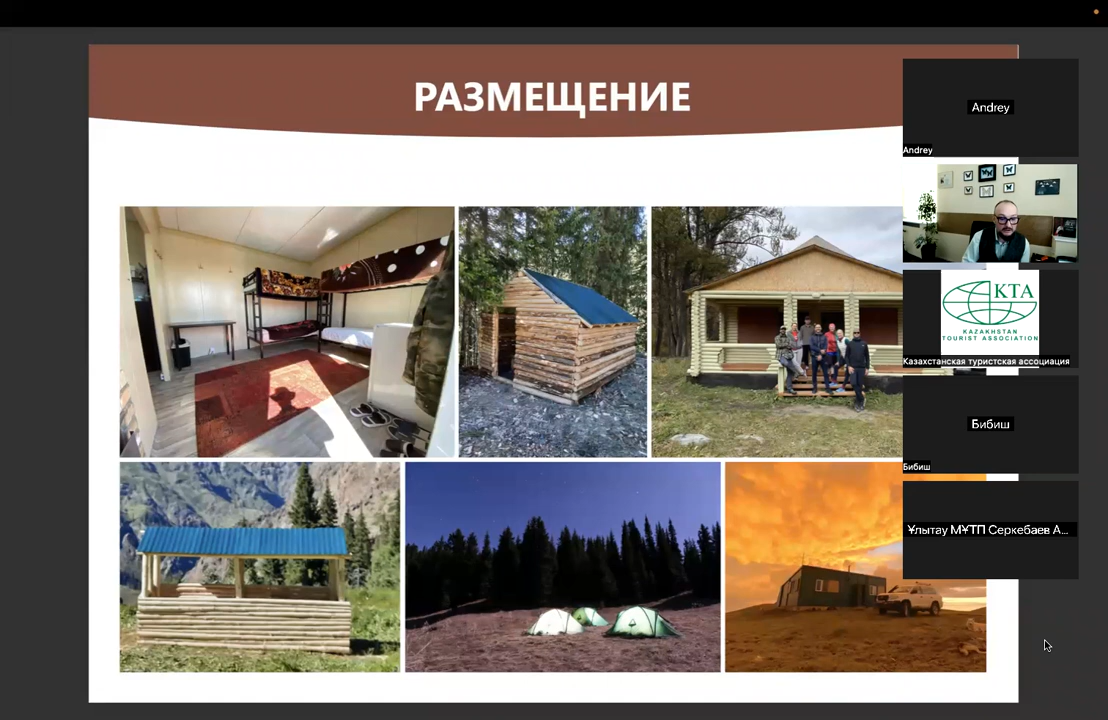 РАЗМЕЩЕНИЕ
Andrey
Andrey
KTA
KAZAKHSTAN
TOURIST ASSOCIATION
Казахстанская туристская ассоциация
Бибиш
Бибиш
Ұлытау МҰТП Серкебаев А...